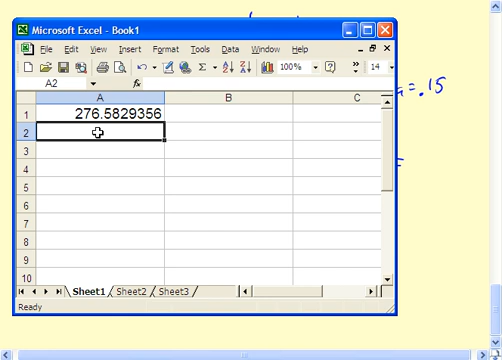 Microsoft Excel - Book1
File Edit View Insert Format Tools Data Window Help
Σ 100% » 14
A2 fx
= .15
A B C
1 276.5829356
2
3
=
4
5
6
7
8
9
10
Sheet1 Sheet2 Sheet3
Ready